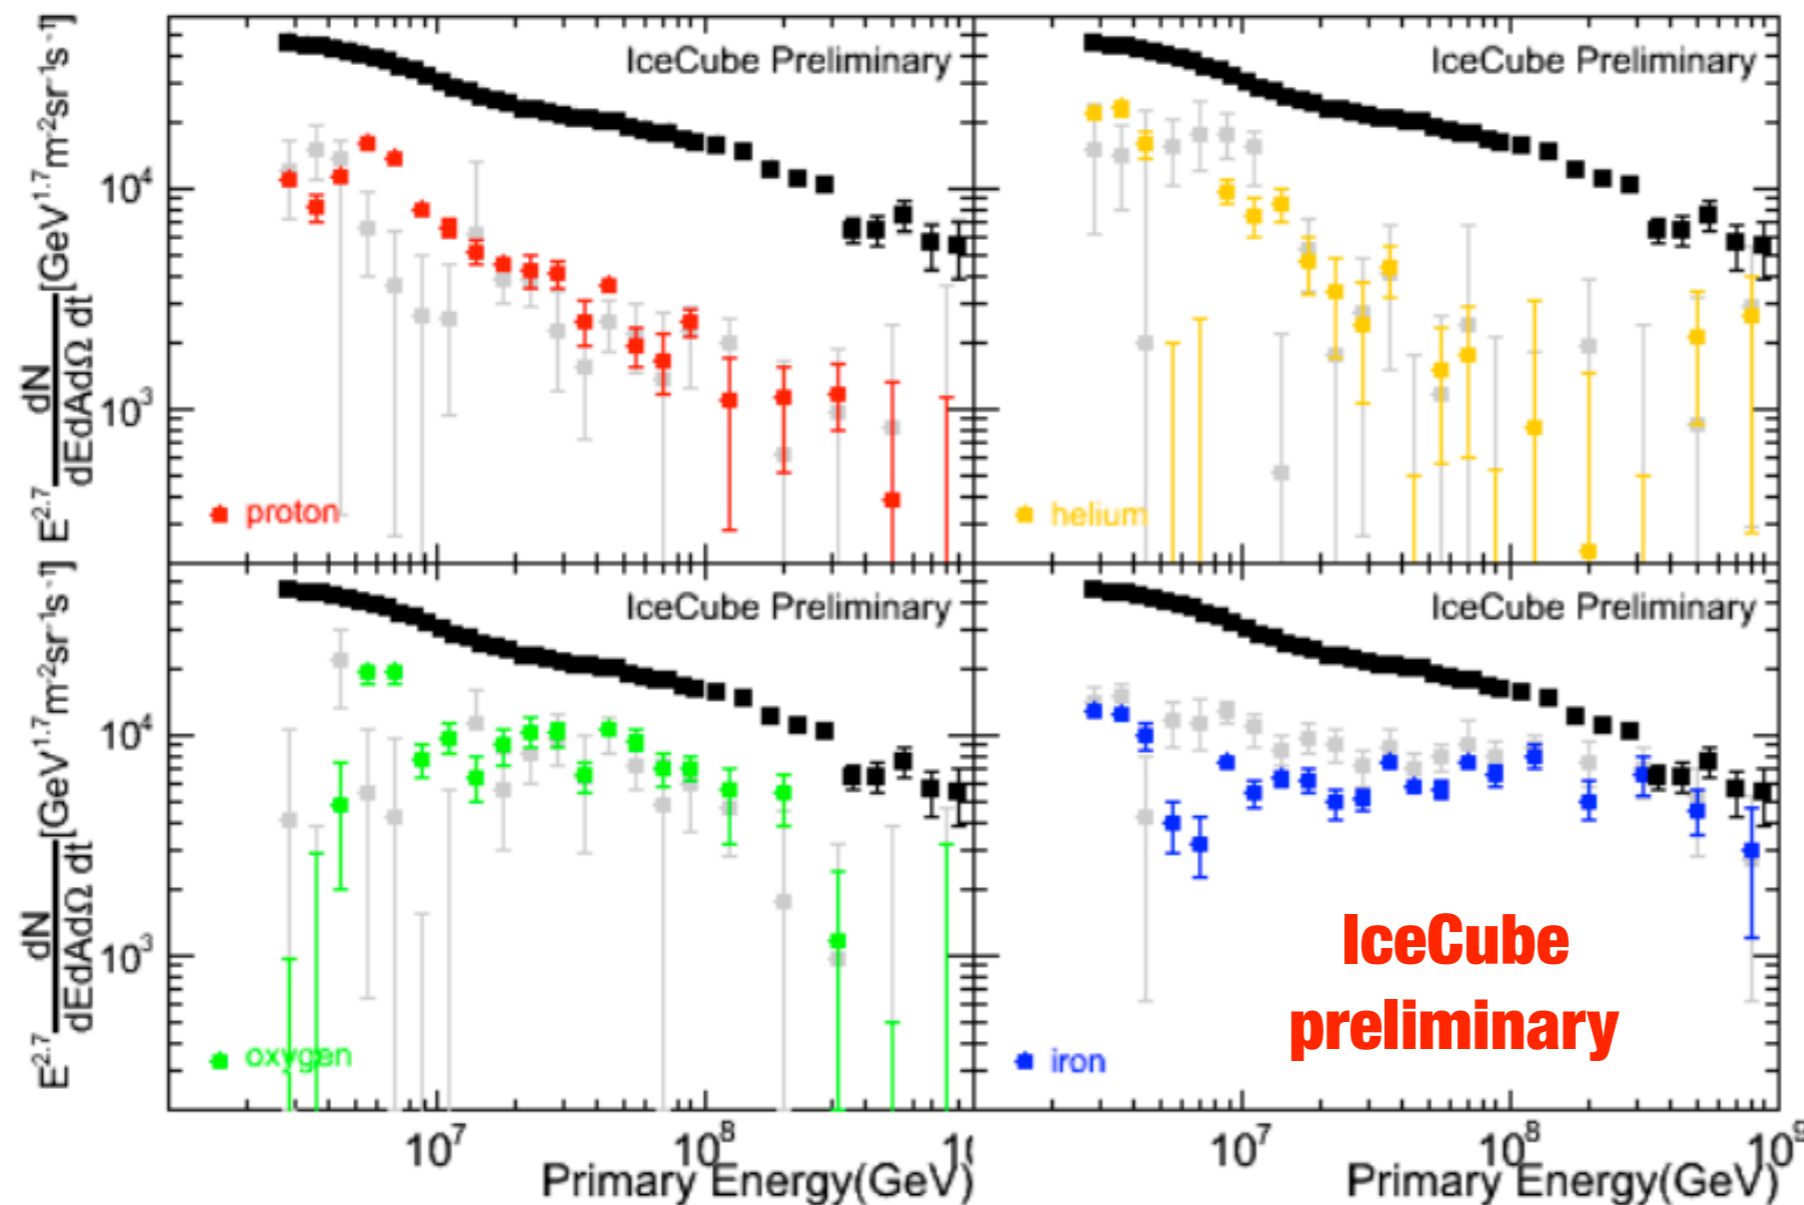 E^2.7 dN/dEdAdΩ dt [GeV^1.7 m^-2 sr^-1 s^-1]
IceCube Preliminary
10^4
10^3
proton
IceCube Preliminary
helium
E^2.7 dN/dEdAdΩ dt [GeV^1.7 m^-2 sr^-1 s^-1]
IceCube Preliminary
10^4
10^3
oxygen
IceCube Preliminary
IceCube
preliminary
iron
10^7 10^8 10 10^7 10^8 10^9
Primary Energy(GeV) Primary Energy(GeV)